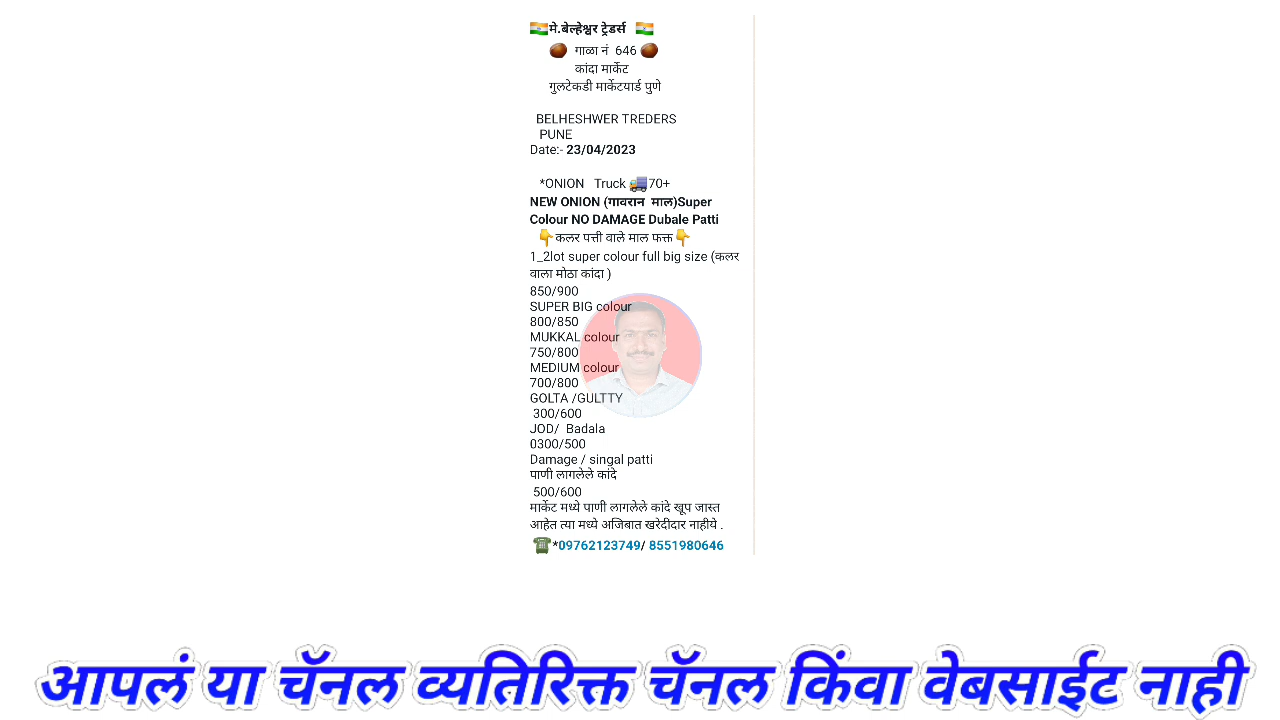 🇮🇳मे.बेल्हेश्वर ट्रेडर्स 🇮🇳
🌰 गाळा नं 646🌰
कांदा मार्केट
गुलटेकडी मार्केटयार्ड पुणे
BELHESHWER TREDERS
PUNE
Date:- 23/04/2023
*ONION Truck 🚚70+
NEW ONION (गावरान माल)Super
Colour NO DAMAGE Dubale Patti
👇कलर पत्ती वाले माल फक्त👇
1_2lot super colour full big size (कलर
वाला मोठा कांदा )
850/900
SUPER BIG colour
800/850
MUKKAL colour
750/800
MEDIUM colour
700/800
GOLTA /GULTTY
300/600
JOD/ Badala
0300/500
Damage / singal patti
पाणी लागलेले कांदे
500/600
मार्केट मध्ये पाणी लागलेले कांदे खूप जास्त
आहेत त्या मध्ये अजिबात खरेदीदार नाहीये .
☎*09762123749/ 8551980646
आपलं या चॅनल व्यतिरिक्त चॅनल किंवा वेबसाईट नाही